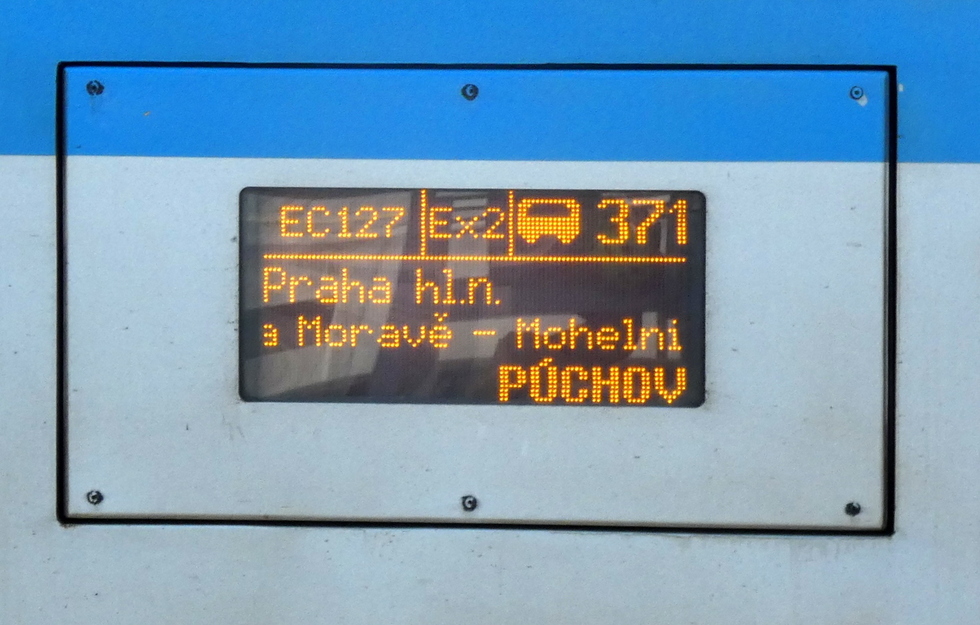 EC127 Ex2 371
Praha hl.n.
a Moravě - Mohelni
PÚCHOV